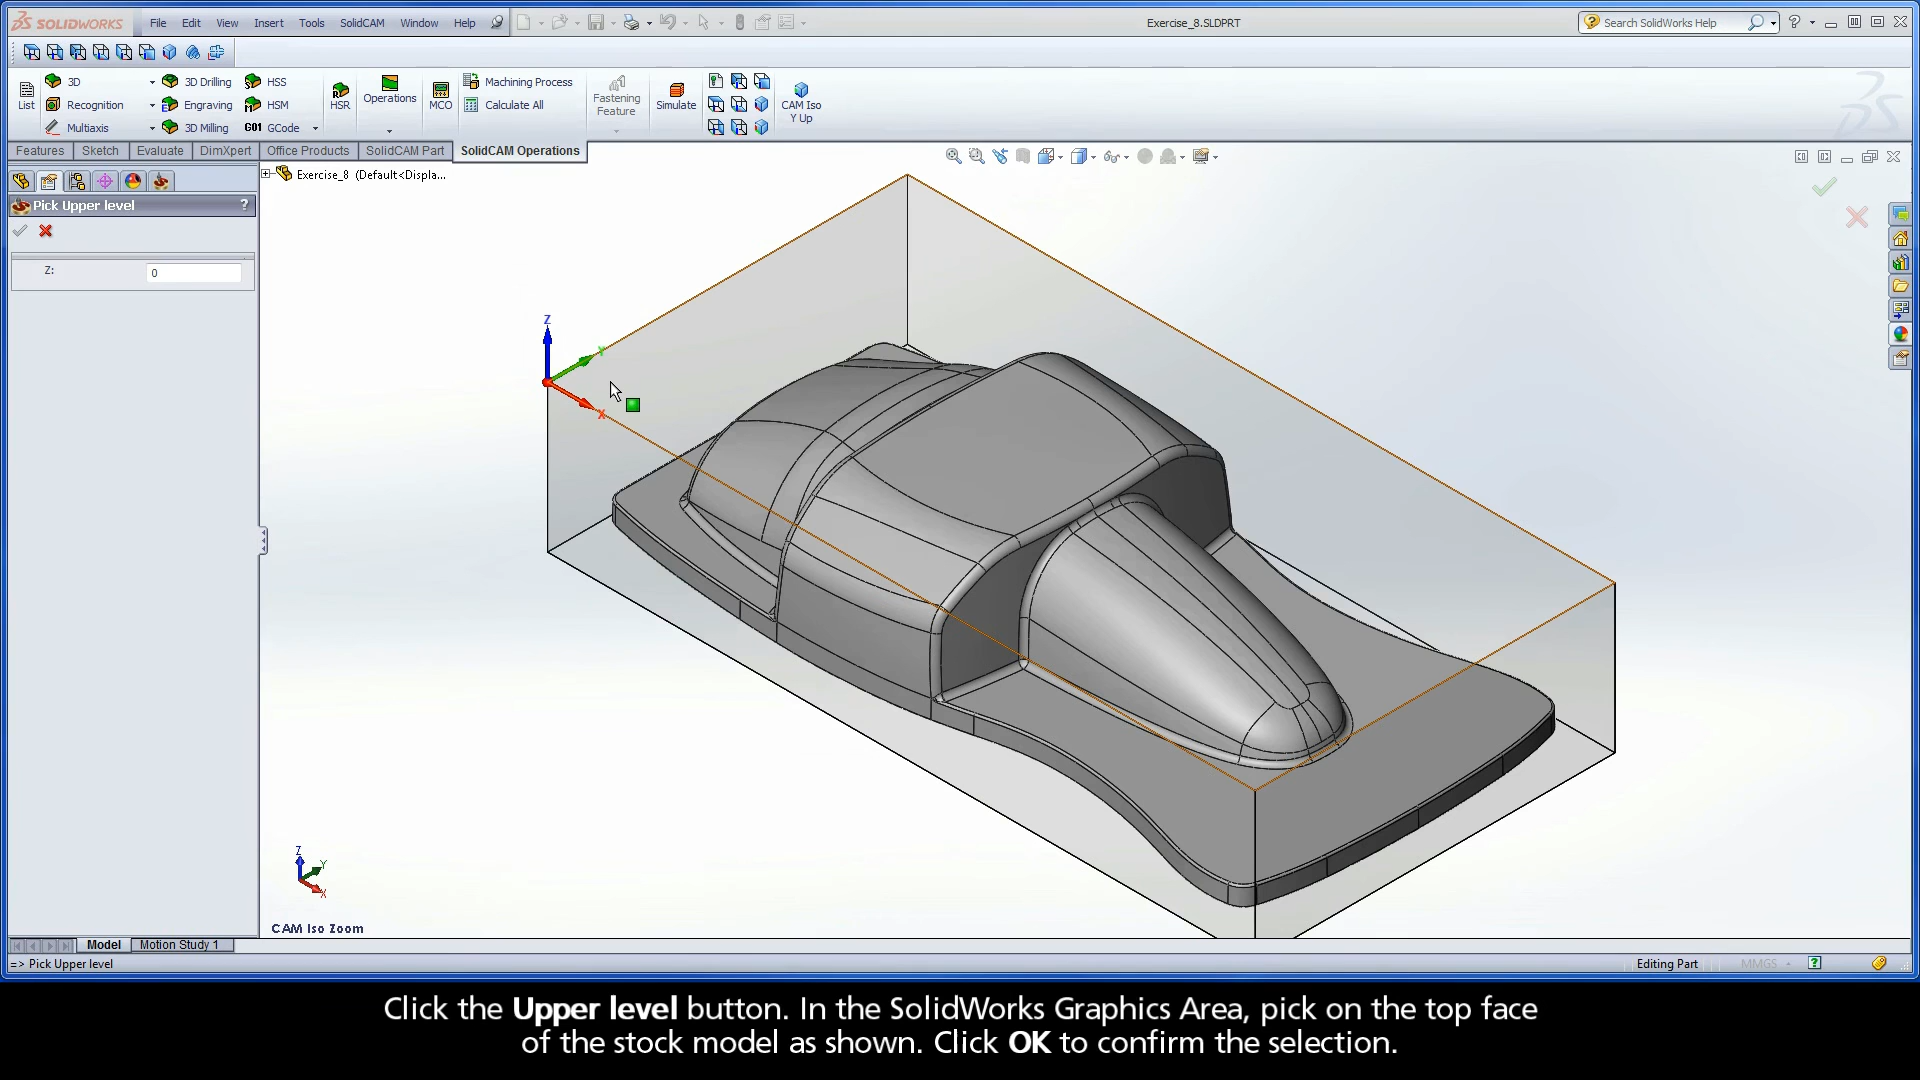 SOLIDWORKS File Edit View Insert Tools SolidCAM Window Help
Exercise_8.SLDPRT
Search SolidWorks Help
List
3D
Recognition
Multiaxis
3D Drilling
Engraving
3D Milling
HSS
HSM
G01 GCode
HSR
Operations
MCO
Machining Process
Calculate All
Fastening
Feature
Simulate
CAM Iso
Y Up
Features Sketch Evaluate DimXpert Office Products SolidCAM Part SolidCAM Operations
Exercise_8 (Default<Displa...
Pick Upper level ?
Z: 0
Z
Y
X
Z
Y
X
CAM Iso Zoom
Model Motion Study 1
=> Pick Upper level
Editing Part
MMGS
Click the Upper level button. In the SolidWorks Graphics Area, pick on the top face
of the stock model as shown. Click OK to confirm the selection.